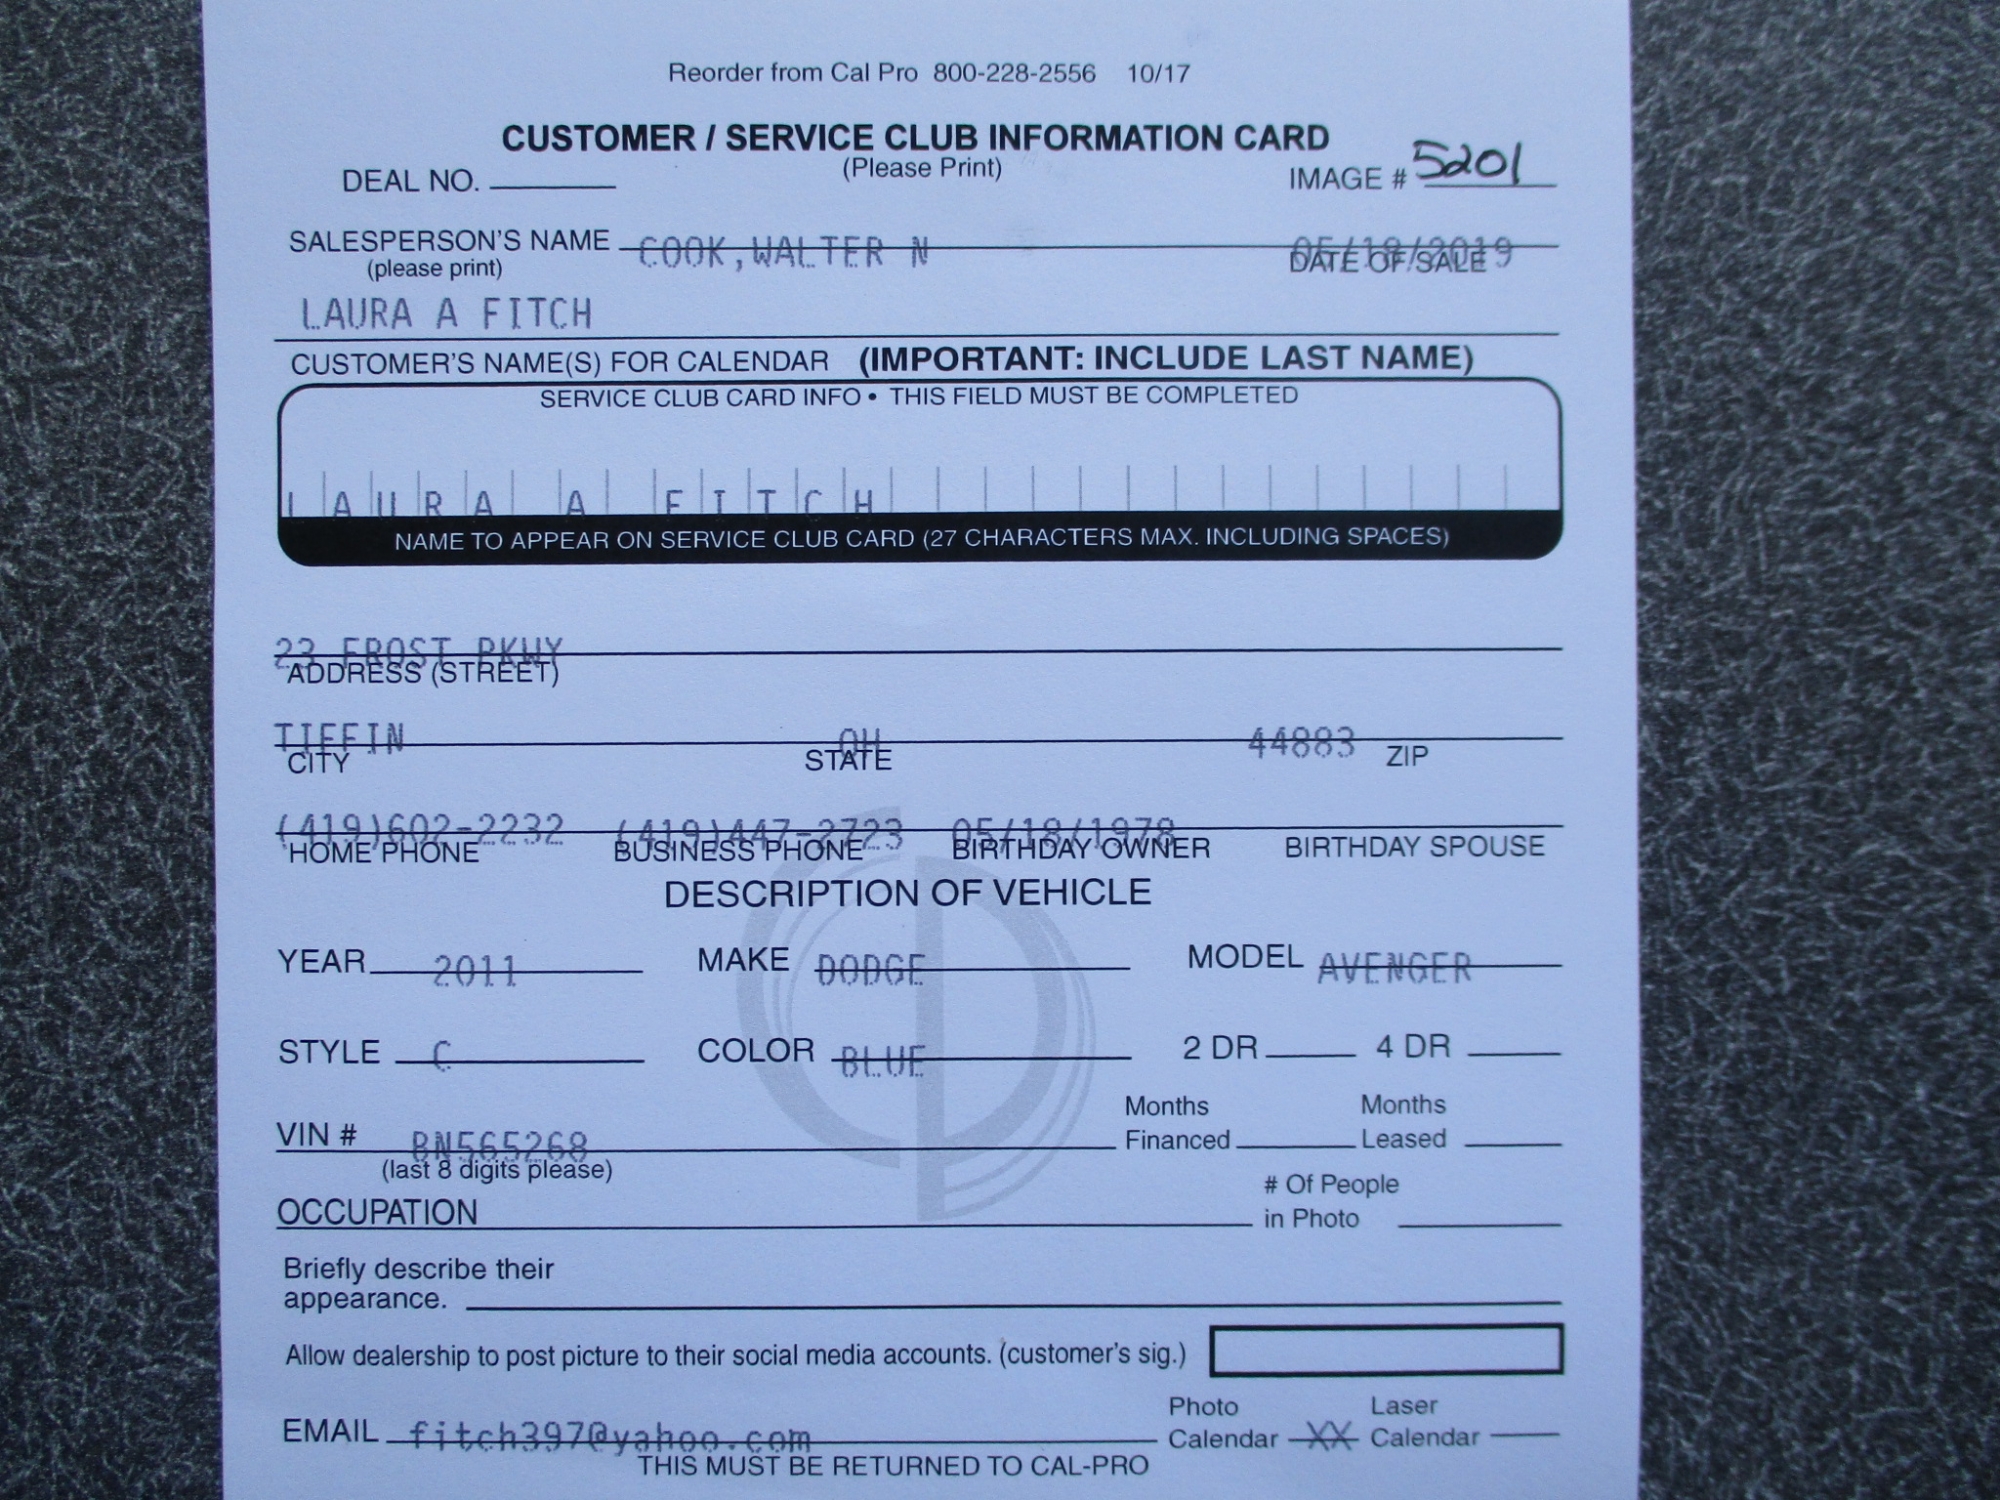 Reorder from Cal Pro 800-228-2556 10/17
CUSTOMER / SERVICE CLUB INFORMATION CARD
(Please Print)
DEAL NO. IMAGE # 5201
SALESPERSON'S NAME COOK,WALTER N 05/18/2019
(please print) DATE OF SALE
LAURA A FITCH
CUSTOMER'S NAME(S) FOR CALENDAR (IMPORTANT: INCLUDE LAST NAME)
SERVICE CLUB CARD INFO • THIS FIELD MUST BE COMPLETED
LAURA A FITCH
NAME TO APPEAR ON SERVICE CLUB CARD (27 CHARACTERS MAX. INCLUDING SPACES)
23 FROST PKWY
ADDRESS (STREET)
TIFFIN OH 44883
CITY STATE ZIP
(419)602-2232 (419)447-2723 05/18/1978
HOME PHONE BUSINESS PHONE BIRTHDAY OWNER BIRTHDAY SPOUSE
DESCRIPTION OF VEHICLE
YEAR 2011 MAKE DODGE MODEL AVENGER
STYLE C COLOR BLUE 2 DR 4 DR
Months Months
VIN # BN565268 Financed Leased
(last 8 digits please)
# Of People
OCCUPATION in Photo
Briefly describe their
appearance.
Allow dealership to post picture to their social media accounts. (customer's sig.)
Photo Laser
EMAIL fitch397@yahoo.com Calendar XX Calendar
THIS MUST BE RETURNED TO CAL-PRO